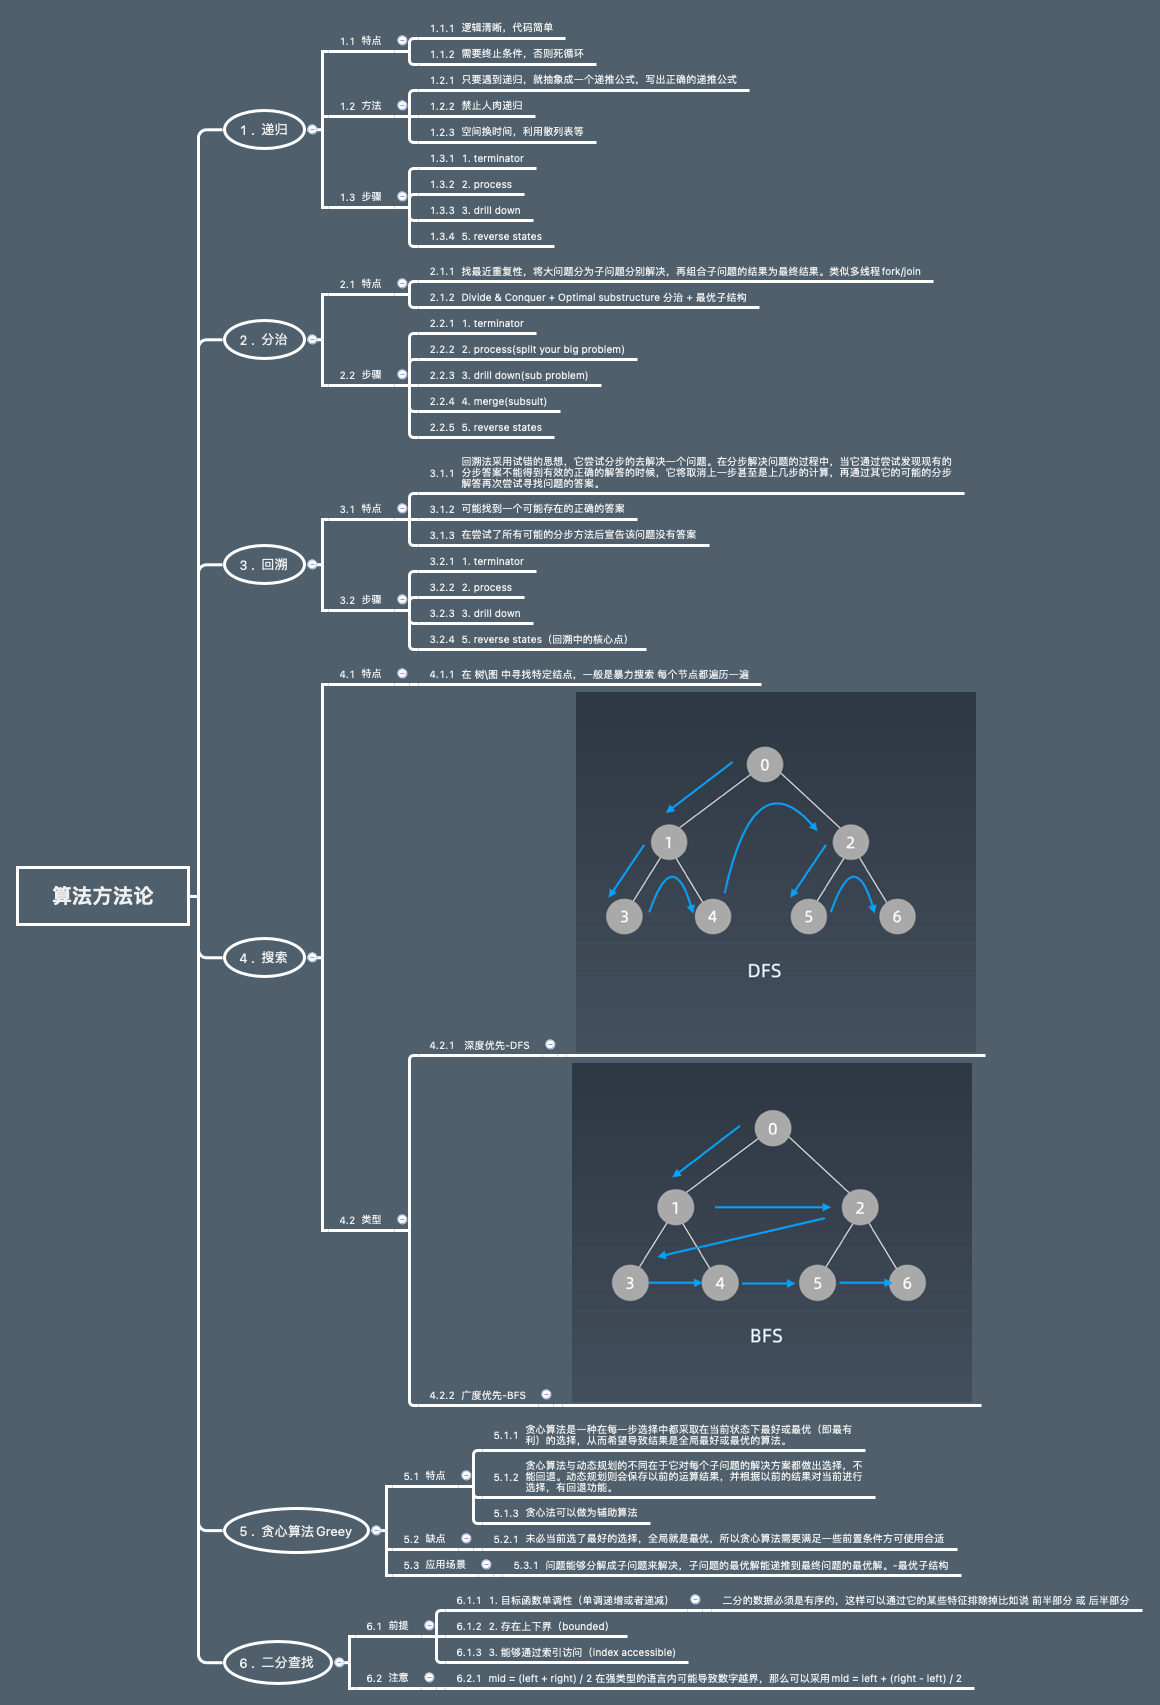 算法方法论
1. 递归
1.1 特点
1.1.1 逻辑清晰，代码简单
1.1.2 需要终止条件，否则死循环
1.2 方法
1.2.1 只要遇到递归，就抽象成一个递推公式，写出正确的递推公式
1.2.2 禁止人肉递归
1.2.3 空间换时间，利用散列表等
1.3 步骤
1.3.1 1. terminator
1.3.2 2. process
1.3.3 3. drill down
1.3.4 5. reverse states
2. 分治
2.1 特点
2.1.1 找最近重复性，将大问题分为子问题分别解决，再组合子问题的结果为最终结果。类似多线程fork/join
2.1.2 Divide & Conquer + Optimal substructure 分治 + 最优子结构
2.2 步骤
2.2.1 1. terminator
2.2.2 2. process(split your big problem)
2.2.3 3. drill down(sub problem)
2.2.4 4. merge(subsult)
2.2.5 5. reverse states
3. 回溯
3.1 特点
3.1.1 回溯法采用试错的思想，它尝试分步的去解决一个问题。在分步解决问题的过程中，当它通过尝试发现现有的
分步答案不能得到有效的正确的解答的时候，它将取消上一步甚至是上几步的计算，再通过其它的可能的分步
解答再次尝试寻找问题的答案。
3.1.2 可能找到一个可能存在的正确的答案
3.1.3 在尝试了所有可能的分步方法后宣告该问题没有答案
3.2 步骤
3.2.1 1. terminator
3.2.2 2. process
3.2.3 3. drill down
3.2.4 5. reverse states（回溯中的核心点）
4. 搜索
4.1 特点
4.1.1 在 树\图 中寻找特定结点，一般是暴力搜索 每个节点都遍历一遍
4.2 类型
4.2.1 深度优先-DFS
0
1 2
3 4 5 6
DFS
4.2.2 广度优先-BFS
0
1 2
3 4 5 6
BFS
5. 贪心算法Greey
5.1 特点
5.1.1 贪心算法是一种在每一步选择中都采取在当前状态下最好或最优（即最有
利）的选择，从而希望导致结果是全局最好或最优的算法。
5.1.2 贪心算法与动态规划的不同在于它对每个子问题的解决方案都做出选择，不
能回退。动态规划则会保存以前的运算结果，并根据以前的结果对当前进行
选择，有回退功能。
5.1.3 贪心法可以做为辅助算法
5.2 缺点
5.2.1 未必当前选了最好的选择，全局就是最优，所以贪心算法需要满足一些前置条件方可使用合适
5.3 应用场景
5.3.1 问题能够分解成子问题来解决，子问题的最优解能递推到最终问题的最优解。-最优子结构
6. 二分查找
6.1 前提
6.1.1 1. 目标函数单调性（单调递增或者递减）
二分的数据必须是有序的，这样可以通过它的某些特征排除掉比如说 前半部分 或 后半部分
6.1.2 2. 存在上下界（bounded）
6.1.3 3. 能够通过索引访问（index accessible)
6.2 注意
6.2.1 mid = (left + right) / 2 在强类型的语言内可能导致数字越界，那么可以采用mid = left + (right - left) / 2